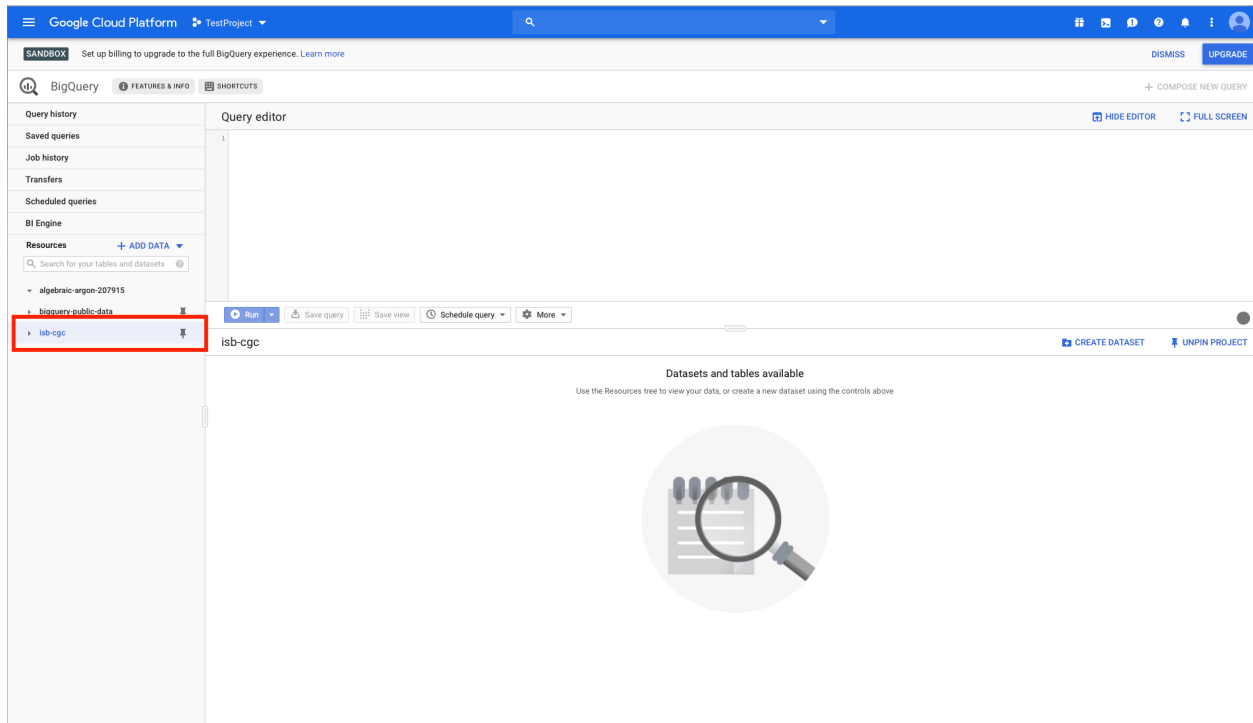 Google Cloud Platform TestProject
SANDBOX Set up billing to upgrade to the full BigQuery experience. Learn more DISMISS UPGRADE
BigQuery FEATURES & INFO SHORTCUTS + COMPOSE NEW QUERY
Query history
Saved queries
Job history
Transfers
Scheduled queries
BI Engine
Resources + ADD DATA
Search for your tables and datasets
algebraic-argon-207915
bigquery-public-data
isb-cgc
Query editor HIDE EDITOR FULL SCREEN
1
Run Save query Save view Schedule query More
isb-cgc CREATE DATASET UNPIN PROJECT
Datasets and tables available
Use the Resources tree to view your data, or create a new dataset using the controls above